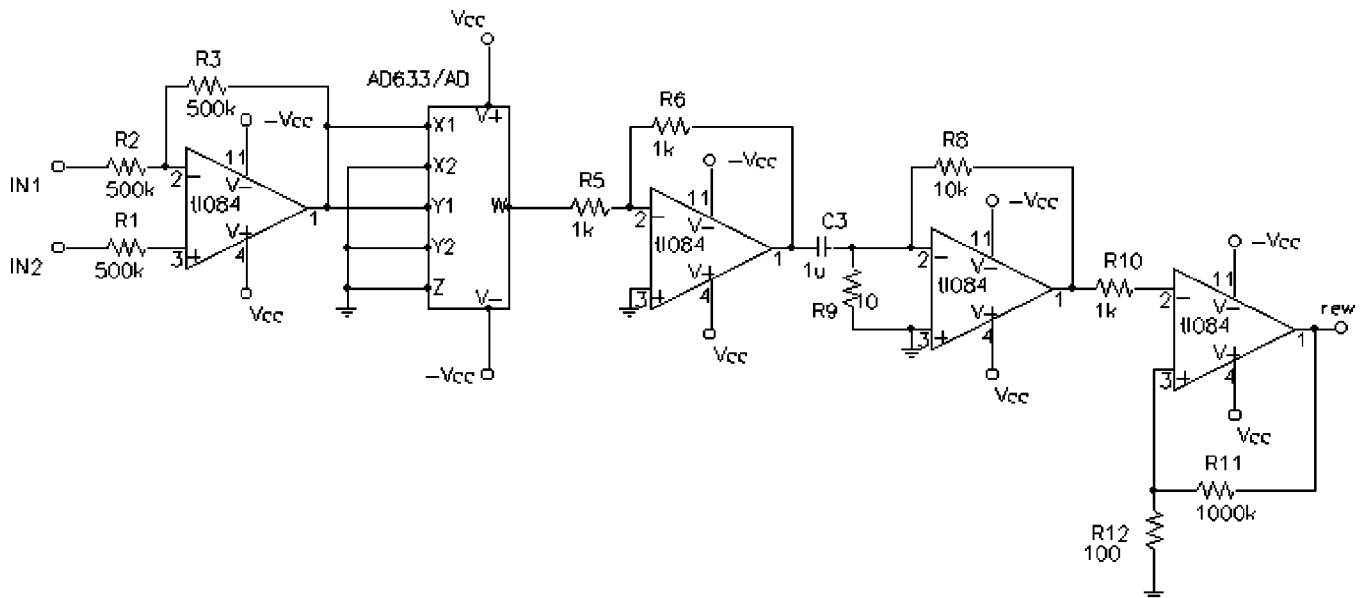 Vcc
R3
500k
AD633/AD
-Vcc
V+
X1
X2
Y1
Y2
Z
W
V-
-Vcc
IN1
R2
500k
IN2
R1
500k
2
3
11
V-
tl084
V+
4
1
Vcc
R5
1k
R6
1k
-Vcc
2
3
11
V-
tl084
V+
4
1
Vcc
C3
1u
R9
10
R8
10k
-Vcc
2
3
11
V-
tl084
V+
4
1
Vcc
R10
1k
-Vcc
2
3
11
V-
tl084
V+
4
1
Vcc
rew
R11
1000k
R12
100